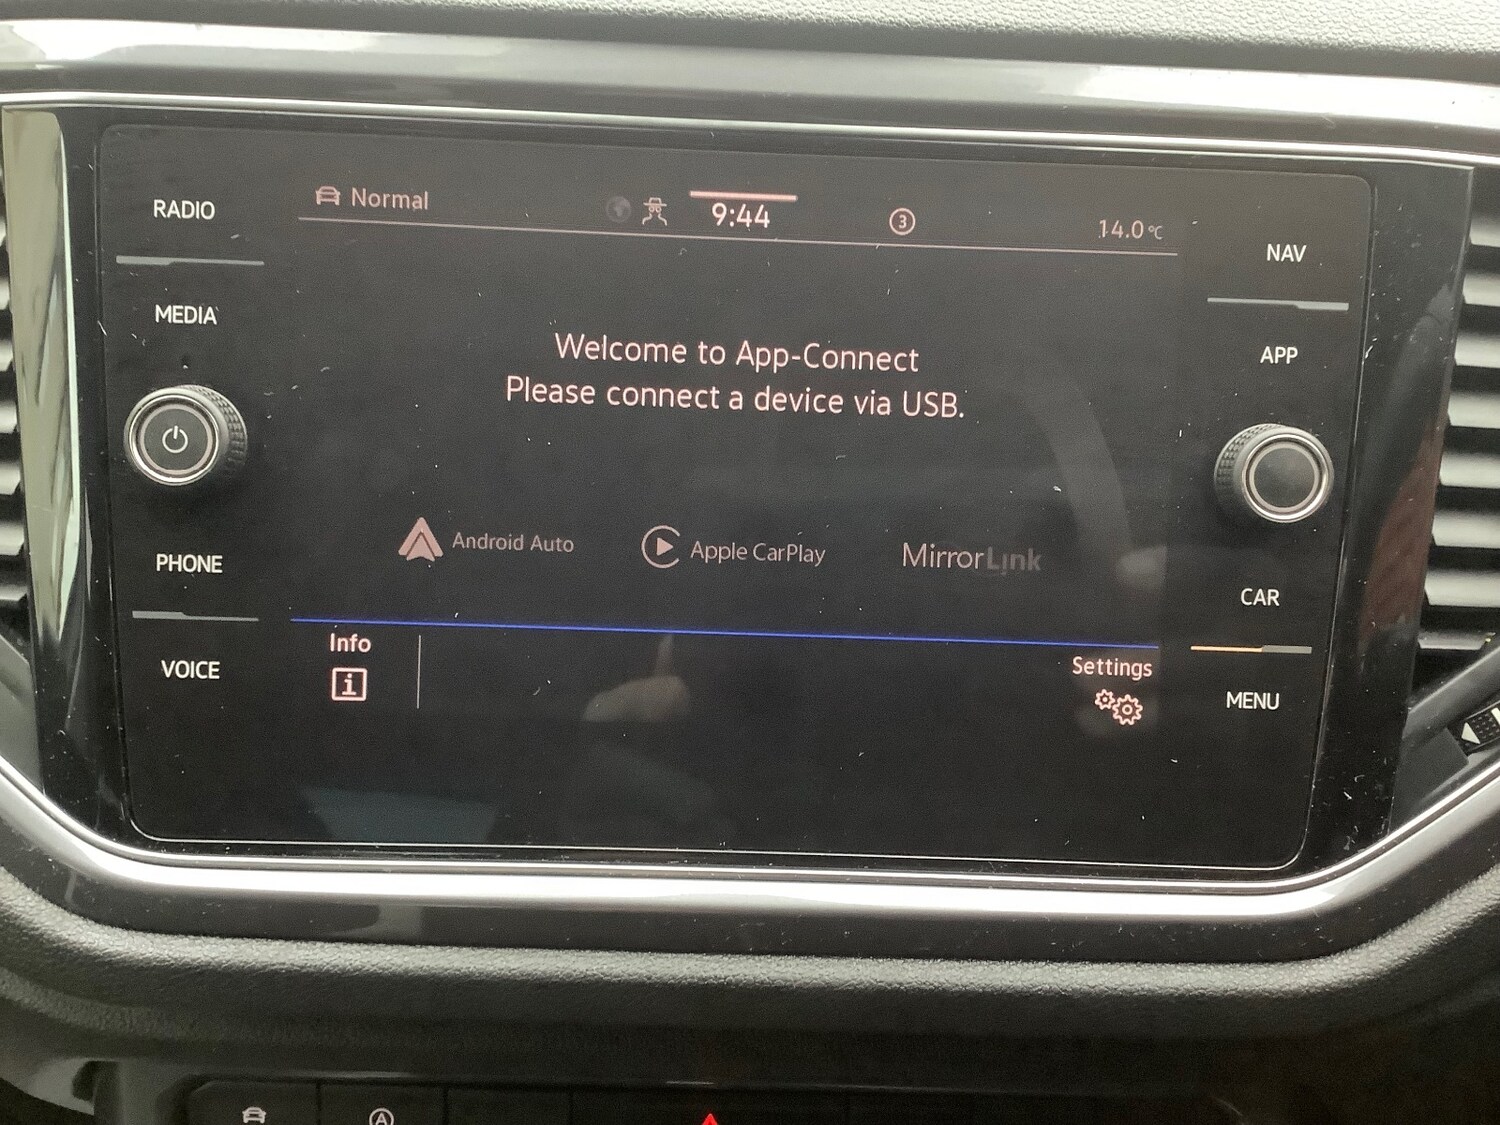 RADIO
MEDIA
PHONE
VOICE
Normal
9:44
3
14.0°C
Welcome to App-Connect
Please connect a device via USB.
Android Auto
Apple CarPlay
MirrorLink
Info
i
Settings
NAV
APP
CAR
MENU
A